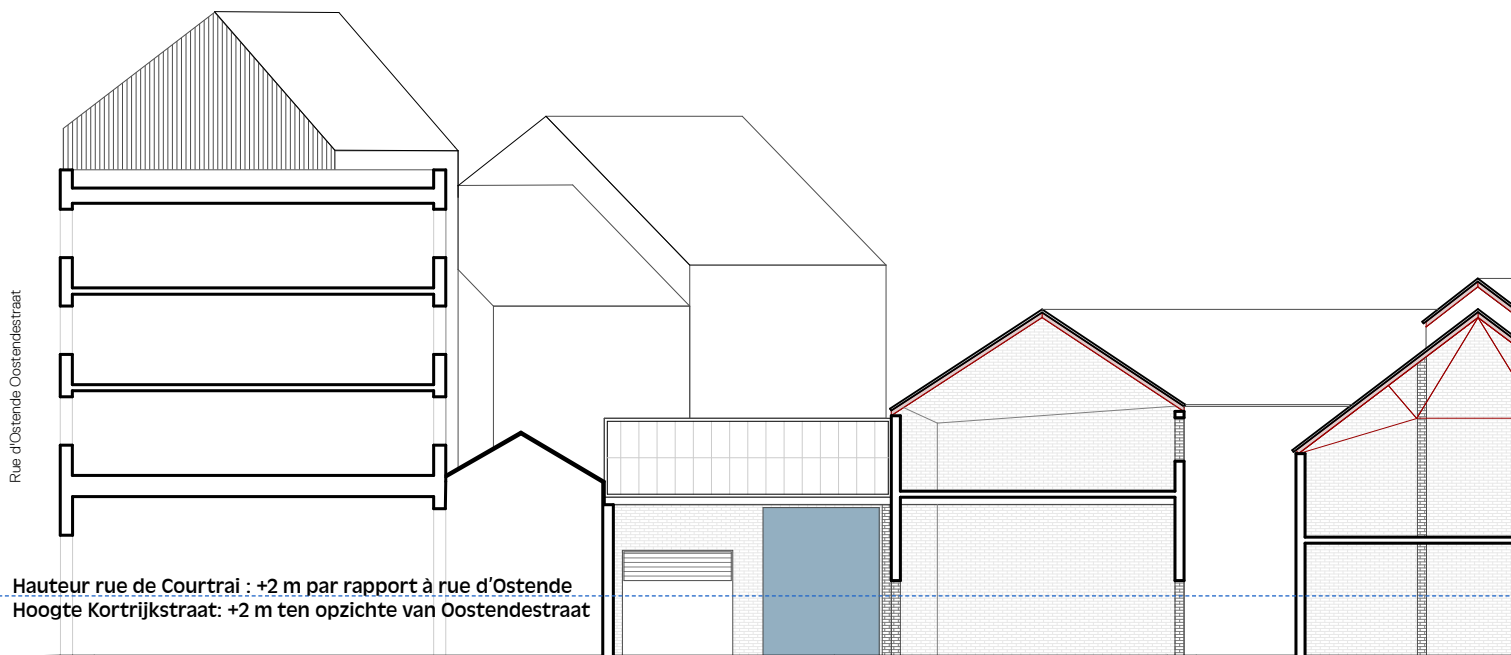 Rue d'Ostende Oostendestraat
Hauteur rue de Courtrai : +2 m par rapport à rue d'Ostende
Hoogte Kortrijkstraat: +2 m ten opzichte van Oostendestraat